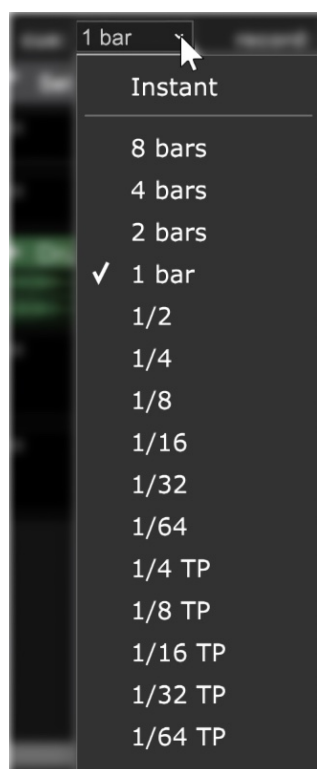 1 bar
Instant
8 bars
4 bars
2 bars
1 bar
1/2
1/4
1/8
1/16
1/32
1/64
1/4 TP
1/8 TP
1/16 TP
1/32 TP
1/64 TP